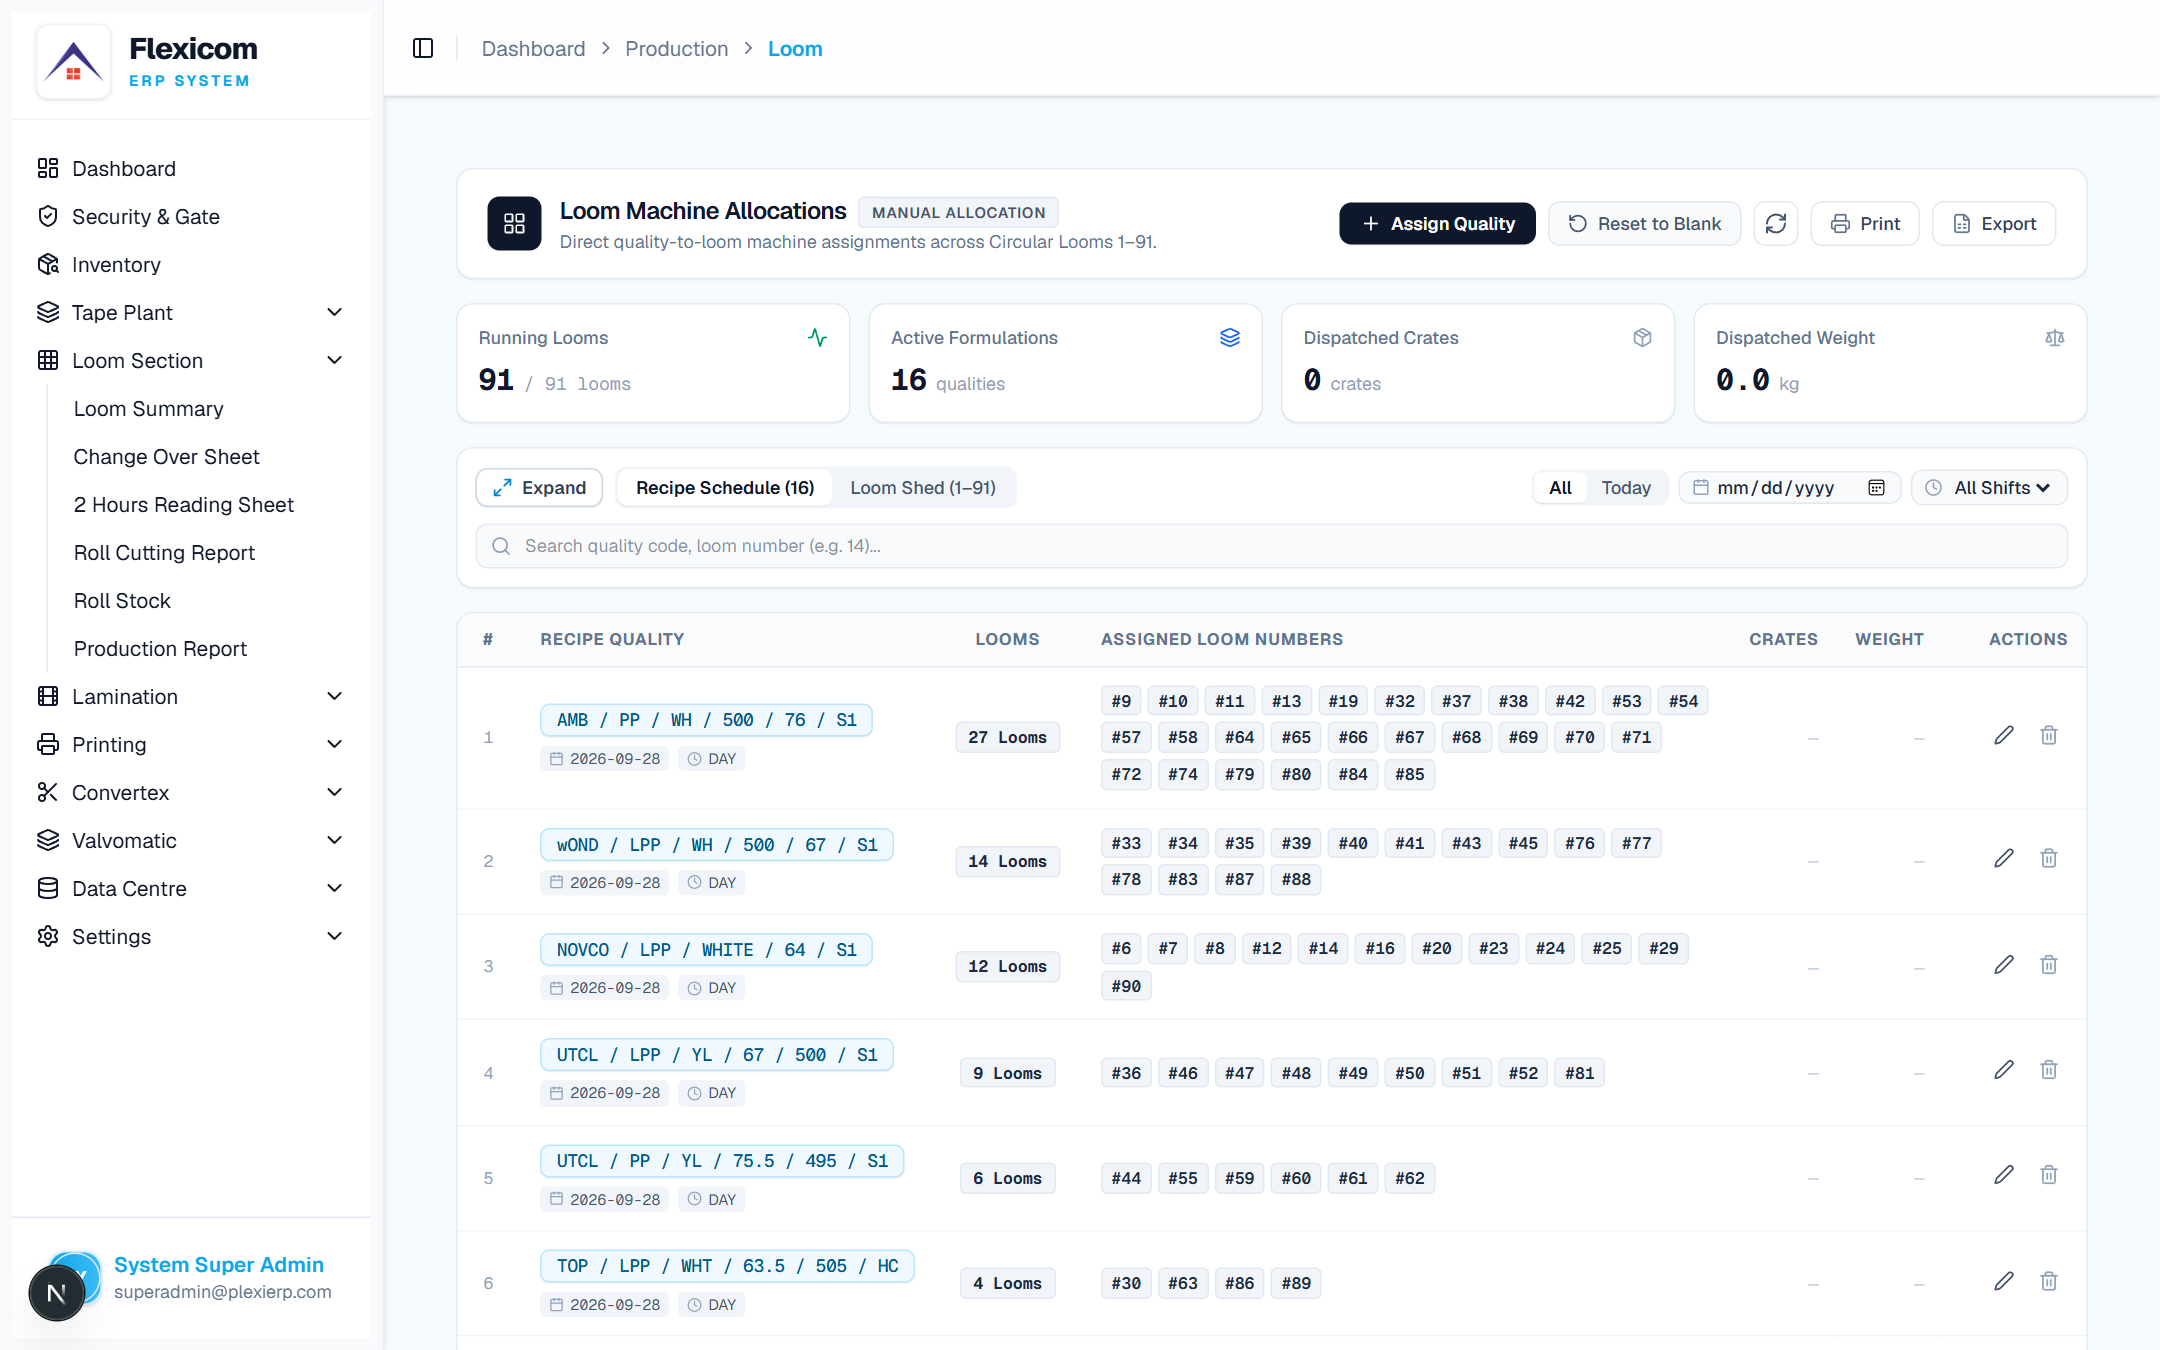 Flexicom
ERP SYSTEM
Dashboard
Security & Gate
Inventory
Tape Plant
Loom Section
Loom Summary
Change Over Sheet
2 Hours Reading Sheet
Roll Cutting Report
Roll Stock
Production Report
Lamination
Printing
Convertex
Valvomatic
Data Centre
Settings
N
System Super Admin
superadmin@plexierp.com
Dashboard > Production > Loom
Loom Machine Allocations MANUAL ALLOCATION
Direct quality-to-loom machine assignments across Circular Looms 1–91.
+ Assign Quality Reset to Blank Print Export
Running Looms
91 / 91 looms
Active Formulations
16 qualities
Dispatched Crates
0 crates
Dispatched Weight
0.0 kg
Expand Recipe Schedule (16) Loom Shed (1–91) All Today mm/dd/yyyy All Shifts
Search quality code, loom number (e.g. 14)...
# RECIPE QUALITY LOOMS ASSIGNED LOOM NUMBERS CRATES WEIGHT ACTIONS
1 AMB / PP / WH / 500 / 76 / S1
2026-09-28 DAY
27 Looms
#9 #10 #11 #13 #19 #32 #37 #38 #42 #53 #54
#57 #58 #64 #65 #66 #67 #68 #69 #70 #71
#72 #74 #79 #80 #84 #85
– –
2 wOND / LPP / WH / 500 / 67 / S1
2026-09-28 DAY
14 Looms
#33 #34 #35 #39 #40 #41 #43 #45 #76 #77
#78 #83 #87 #88
– –
3 NOVCO / LPP / WHITE / 64 / S1
2026-09-28 DAY
12 Looms
#6 #7 #8 #12 #14 #16 #20 #23 #24 #25 #29
#90
– –
4 UTCL / LPP / YL / 67 / 500 / S1
2026-09-28 DAY
9 Looms
#36 #46 #47 #48 #49 #50 #51 #52 #81
– –
5 UTCL / PP / YL / 75.5 / 495 / S1
2026-09-28 DAY
6 Looms
#44 #55 #59 #60 #61 #62
– –
6 TOP / LPP / WHT / 63.5 / 505 / HC
2026-09-28 DAY
4 Looms
#30 #63 #86 #89
– –